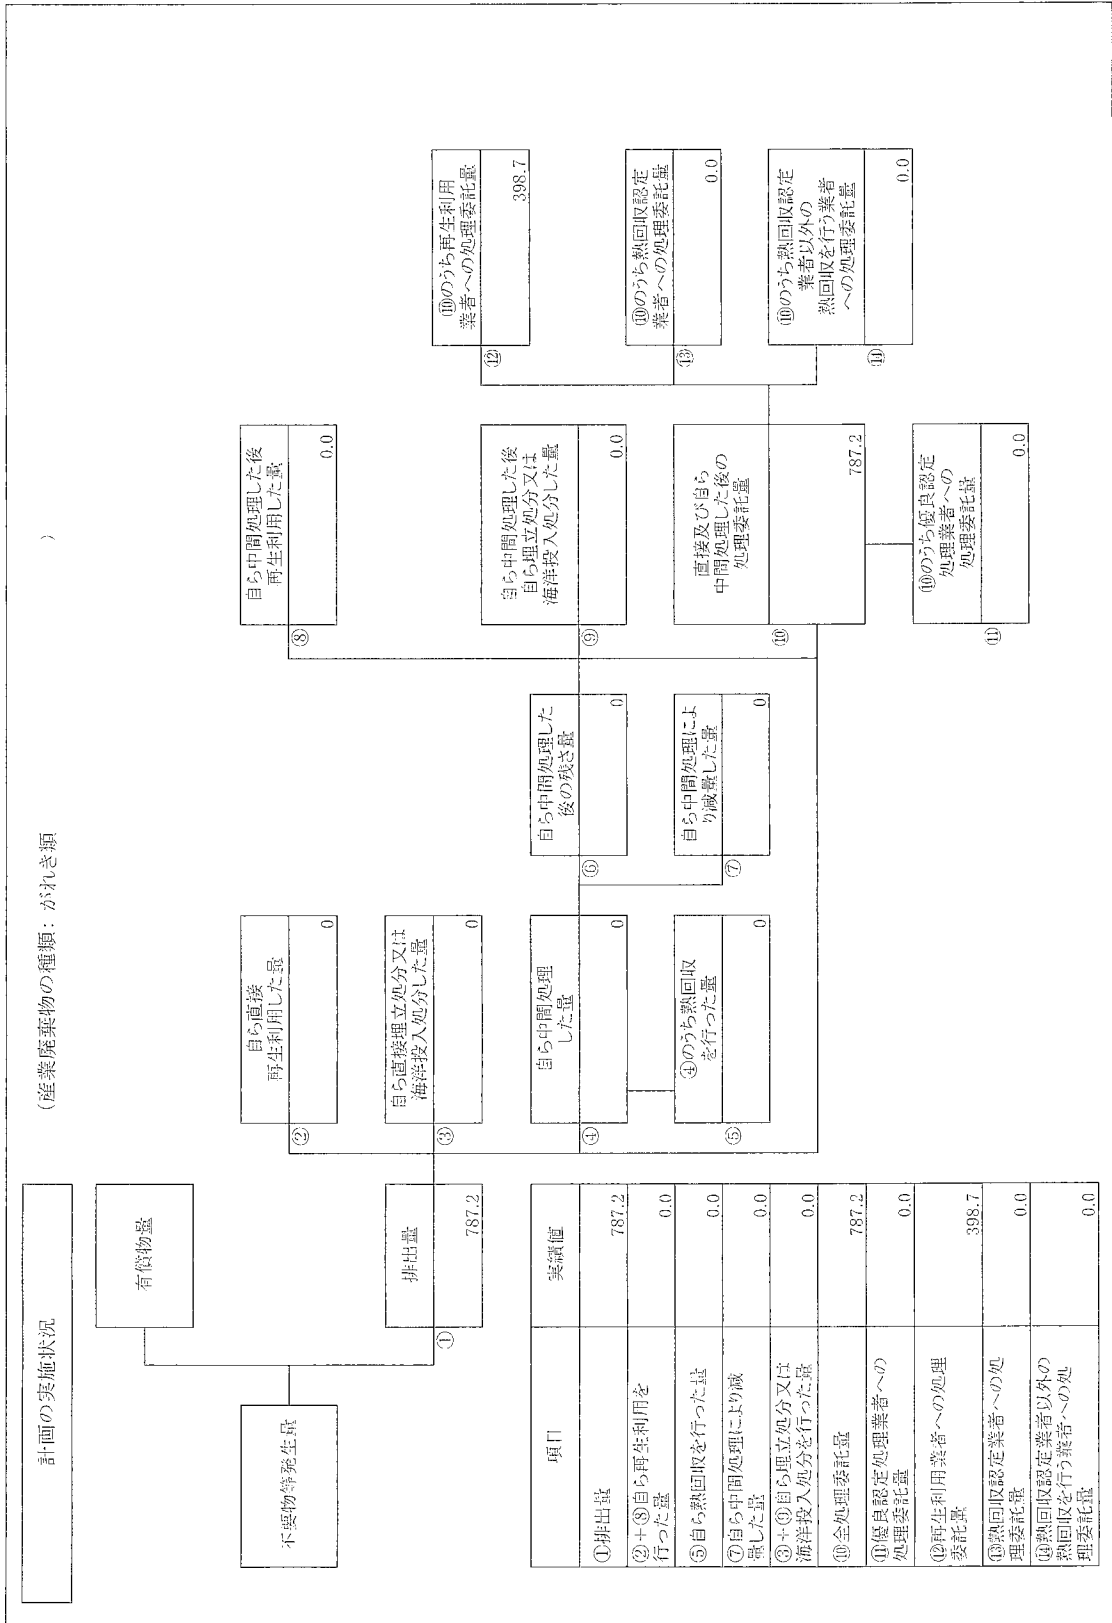 計画の実施状況
(産業廃棄物の種類：がれき類
)
不要物等発生量
有償物量
①
排出量
787.2
②
自ら直接
再生利用した量
0
③
自ら直接埋立処分又は
海洋投入処分した量
0
④
自ら中間処理
した量
0
⑤
④のうち熱回収
を行った量
0
⑥
自ら中間処理した
後の残さ量
0
⑦
自ら中間処理によ
り減量した量
0
⑧
自ら中間処理した後
再生利用した量
0.0
⑨
自ら中間処理した後
自ら埋立処分又は
海洋投入処分した量
0.0
⑩
直接及び自ら
中間処理した後の
処理委託量
787.2
⑪
⑩のうち優良認定
処理業者への
処理委託量
0.0
⑫
⑩のうち再生利用
業者への処理委託量
398.7
⑬
⑩のうち熱回収認定
業者への処理委託量
0.0
⑭
⑩のうち熱回収認定
業者以外の
熱回収を行う業者
への処理委託量
0.0
項目 実績値
①排出量 787.2
②+⑧自ら再生利用を
行った量 0.0
⑤自ら熱回収を行った量 0.0
⑦自ら中間処理により減
量した量 0.0
③+⑨自ら埋立処分又は
海洋投入処分を行った量 0.0
⑩全処理委託量 787.2
⑪優良認定処理業者への
処理委託量 0.0
⑫再生利用業者への処理
委託量 398.7
⑬熱回収認定業者への処
理委託量 0.0
⑭熱回収認定業者以外の
熱回収を行う業者への処
理委託量 0.0